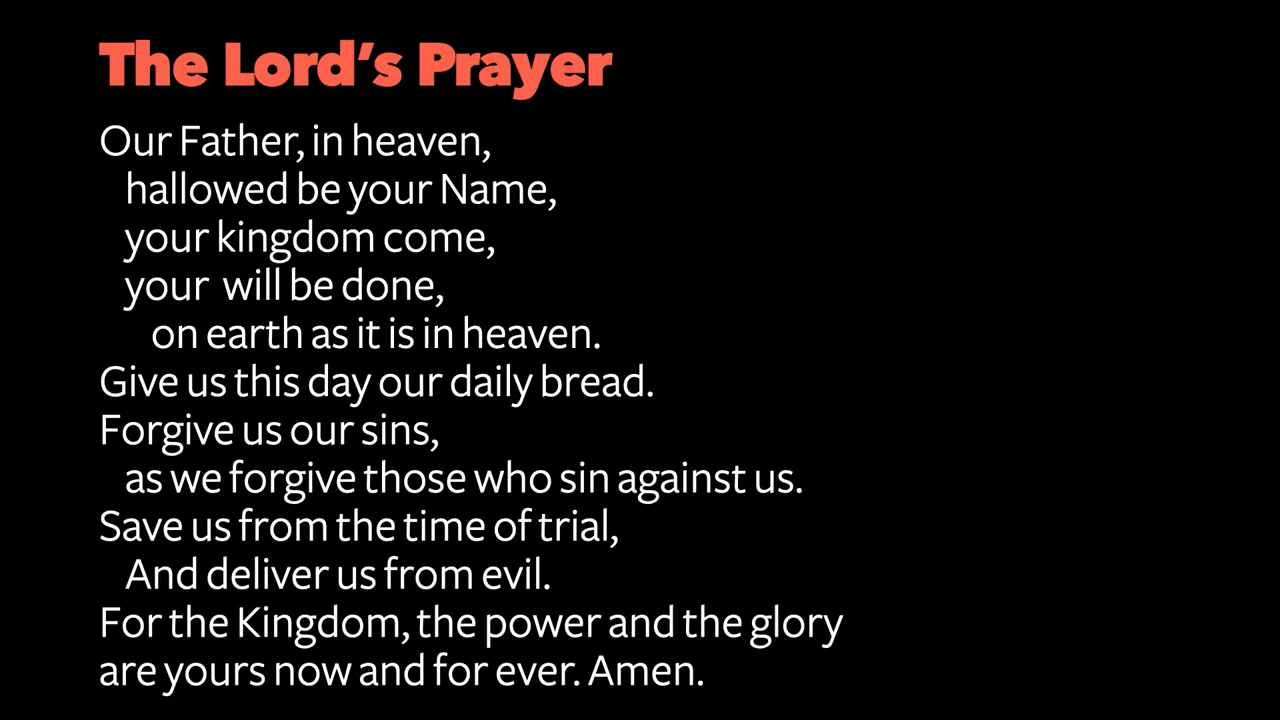 The Lord’s Prayer
Our Father, in heaven,
hallowed be your Name,
your kingdom come,
your will be done,
on earth as it is in heaven.
Give us this day our daily bread.
Forgive us our sins,
as we forgive those who sin against us.
Save us from the time of trial,
And deliver us from evil.
For the Kingdom, the power and the glory
are yours now and for ever. Amen.